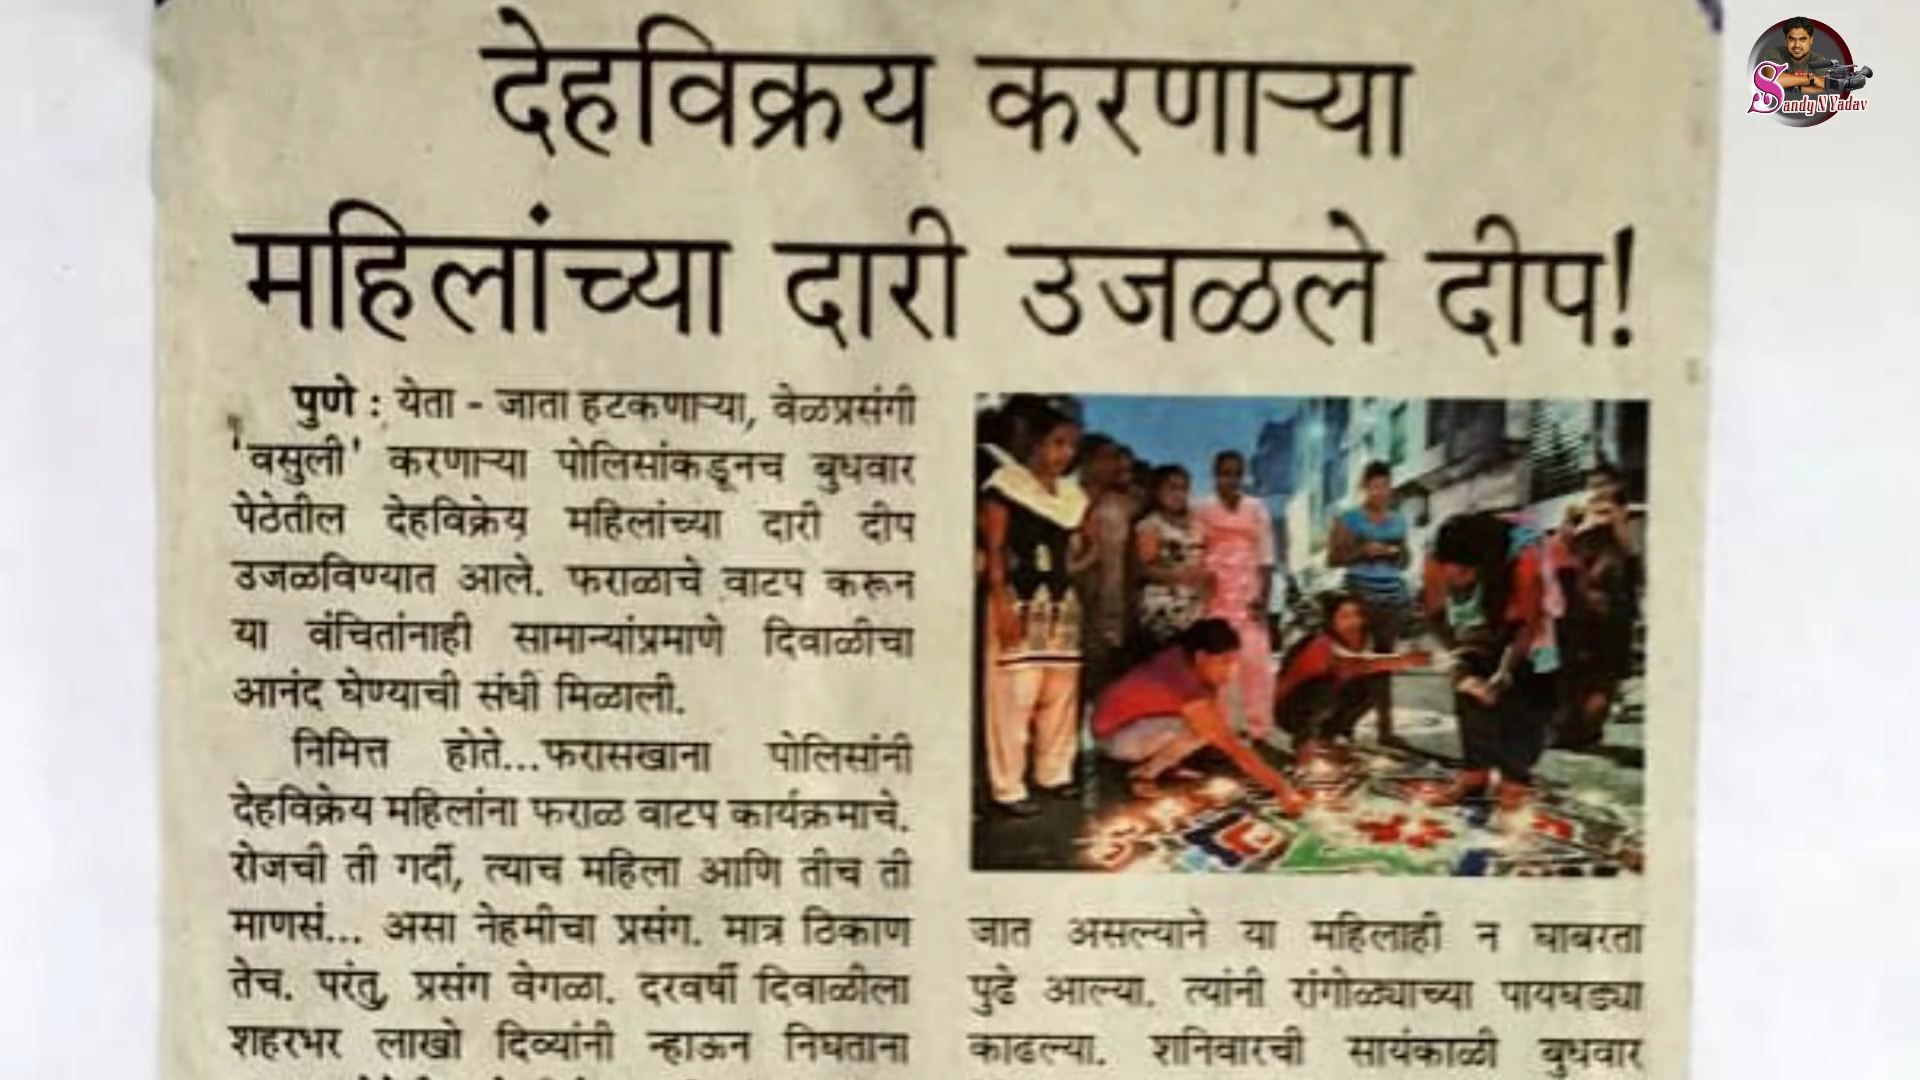 देहविक्रय करणाऱ्या
महिलांच्या दारी उजळले दीप!
पुणे : येता - जाता हटकणाऱ्या, वेळप्रसंगी
'वसुली' करणाऱ्या पोलिसांकडूनच बुधवार
पेठेतील देहविक्रेय महिलांच्या दारी दीप
उजळविण्यात आले. फराळाचे वाटप करून
या वंचितांनाही सामान्यांप्रमाणे दिवाळीचा
आनंद घेण्याची संधी मिळाली.
निमित्त होते...फरासखाना पोलिसांनी
देहविक्रेय महिलांना फराळ वाटप कार्यक्रमाचे.
रोजची ती गर्दी, त्याच महिला आणि तीच ती
माणसं... असा नेहमीचा प्रसंग. मात्र ठिकाण
तेच. परंतु, प्रसंग वेगळा. दरवर्षी दिवाळीला
शहरभर लाखो दिव्यांनी न्हाऊन निघताना
जात असल्याने या महिलाही न घाबरता
पुढे आल्या. त्यांनी रांगोळ्याच्या पायघड्या
काढल्या. शनिवारची सायंकाळी बुधवार
Sandy N Yadav